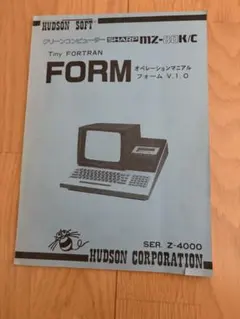 HUDSON SOFT
クリーンコンピューター SHARP MZ-80K/C
Tiny FORTRAN
FORM オペレーションマニアル
フォーム V.1.0
SER. Z-4000
HUDSON CORPORATION